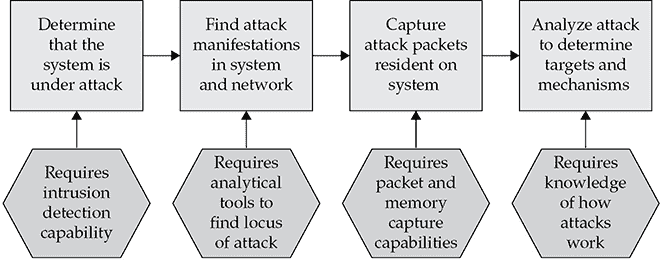 Determine
that the
system is
under attack
Find attack
manifestations
in system
and network
Capture
attack packets
resident on
system
Analyze attack
to determine
targets and
mechanisms
Requires
intrusion
detection
capability
Requires
analytical
tools to
find locus
of attack
Requires
packet and
memory
capture
capabilities
Requires
knowledge
of how
attacks
work